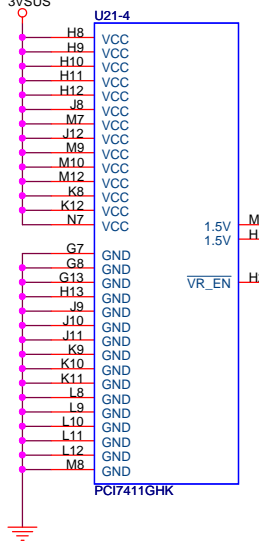 3VSUS
U21-4
H8 VCC
H9 VCC
H10 VCC
H11 VCC
H12 VCC
J8 VCC
M7 VCC
J12 VCC
M9 VCC
M10 VCC
M12 VCC
K8 VCC
K12 VCC
N7 VCC
1.5V
1.5V
G7 GND
G8 GND
G13 GND
VR_EN
H13 GND
J9 GND
J10 GND
J11 GND
K9 GND
K10 GND
K11 GND
L8 GND
L9 GND
L10 GND
L11 GND
L12 GND
M8 GND
PCI7411GHK